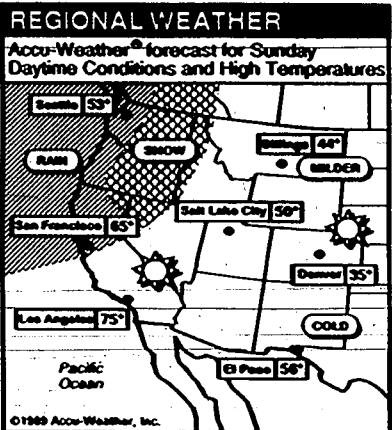 REGIONAL WEATHER
Accu-Weather® forecast for Sunday
Daytime Conditions and High Temperatures
Seattle 53°
RAIN
SNOW
Billings 44°
MILDER
San Francisco 65°
Salt Lake City 50°
Denver 35°
Los Angeles 75°
COLD
El Paso 56°
Pacific
Ocean
©1989 Accu-Weather, Inc.